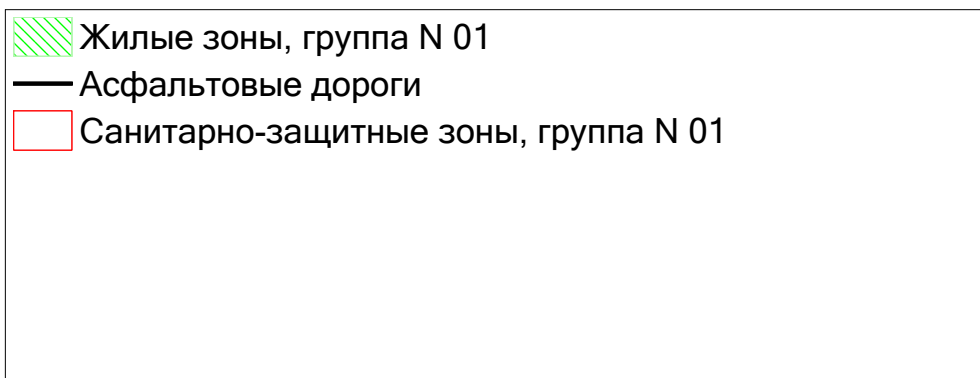 Жилые зоны, группа N 01
Асфальтовые дороги
Санитарно-защитные зоны, группа N 01